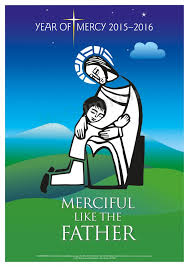 YEAR OF MERCY 2015–2016
MERCIFUL
LIKE THE
FATHER